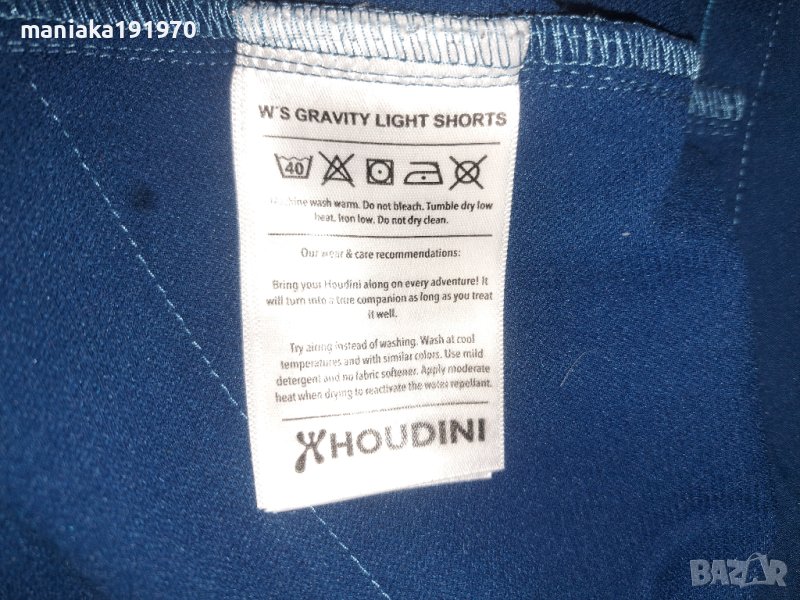 maniaka191970
W'S GRAVITY LIGHT SHORTS
40
Machine wash warm. Do not bleach. Tumble dry low
heat. Iron low. Do not dry clean.
Our wear & care recommendations:
Bring your Houdini along on every adventure! It
will turn into a true companion as long as you treat
it well.
Try airing instead of washing. Wash at cool
temperatures and with similar colors. Use mild
detergent and no fabric softener. Apply moderate
heat when drying to reactivate the water repellant.
HOUDINI
BAZAR